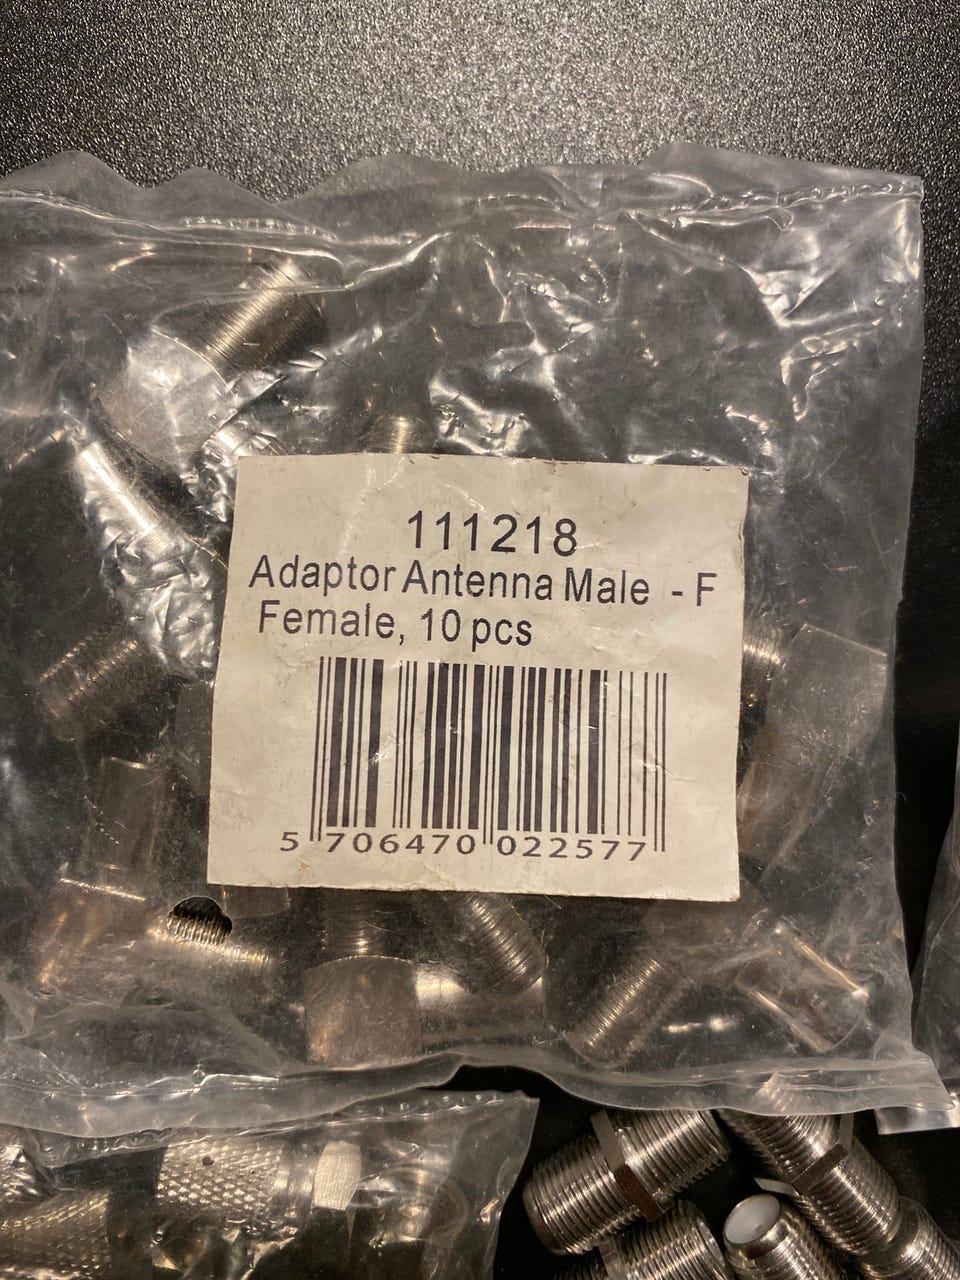 111218
Adaptor Antenna Male - F
Female, 10 pcs
5 706470 022577